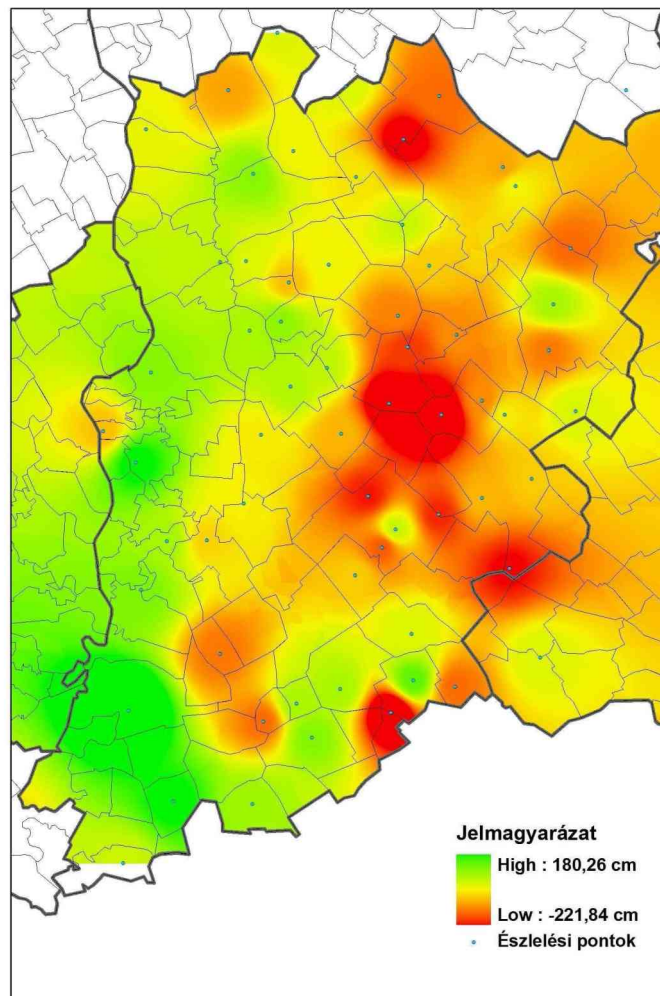 Jelmagyarázat
High : 180,26 cm
Low : -221,84 cm
Észlelési pontok